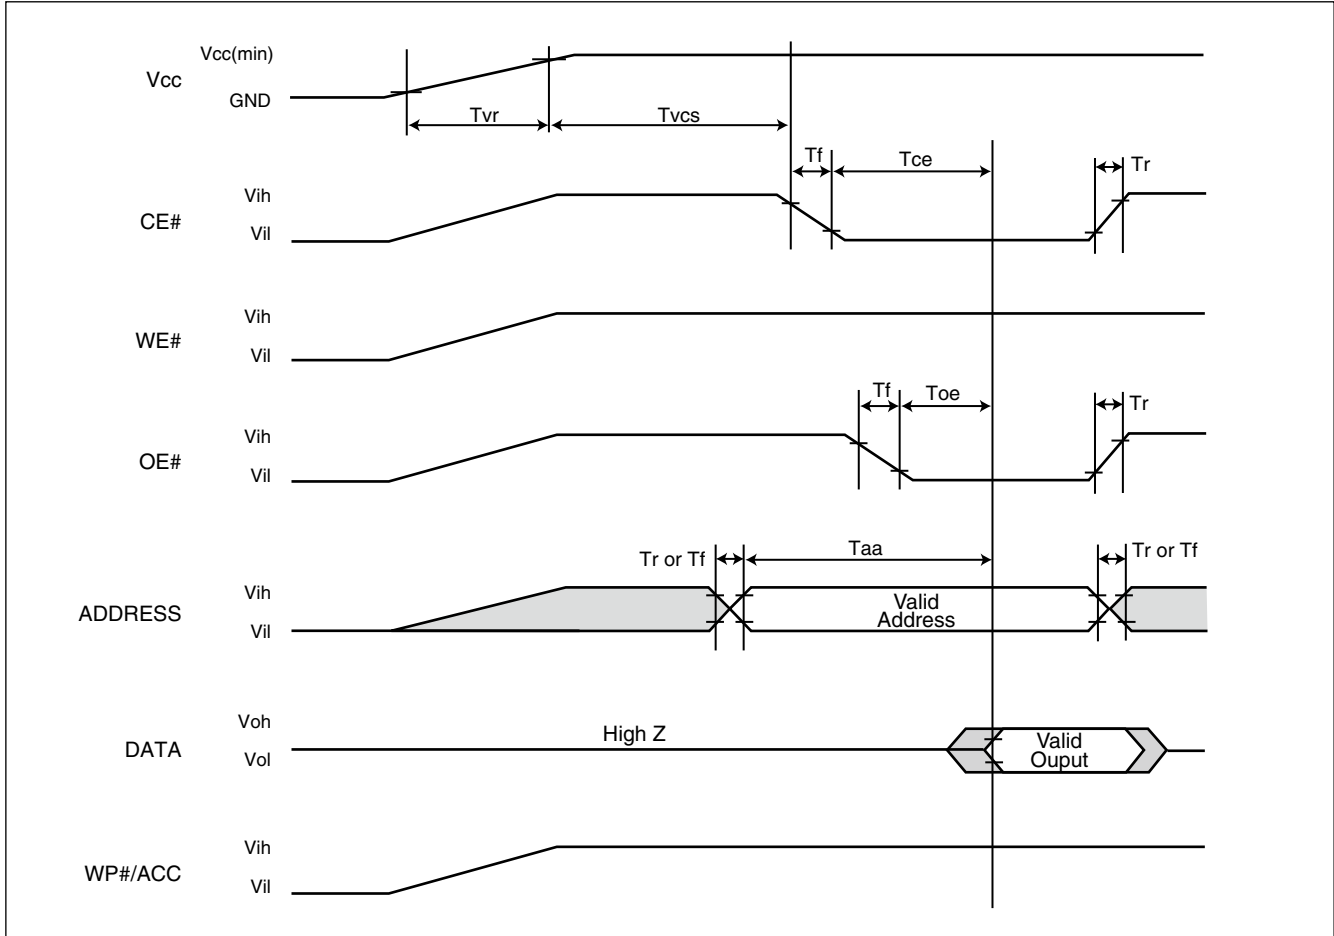 Vcc(min)
Vcc
GND
Tvr
Tvcs
Tf
Tce
Tr
Vih
CE#
Vil
Vih
WE#
Vil
Tf
Toe
Tr
Vih
OE#
Vil
Tr or Tf
Taa
Tr or Tf
Vih
ADDRESS
Valid
Address
Vil
Voh
DATA
High Z
Valid
Ouput
Vol
Vih
WP#/ACC
Vil